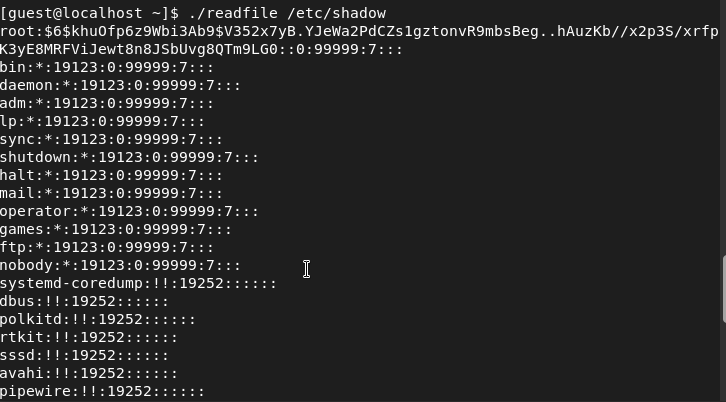 [guest@localhost ~]$ ./readfile /etc/shadow
root:$6$khuOfp6z9Wbi3Ab9$V352x7yB.YJeWa2PdCZs1gztonvR9mbsBeg..hAuzKb//x2p3S/xrfp
K3yE8MRFViJewt8n8JSbUvg8QTm9LG0::0:99999:7:::
bin:*:19123:0:99999:7:::
daemon:*:19123:0:99999:7:::
adm:*:19123:0:99999:7:::
lp:*:19123:0:99999:7:::
sync:*:19123:0:99999:7:::
shutdown:*:19123:0:99999:7:::
halt:*:19123:0:99999:7:::
mail:*:19123:0:99999:7:::
operator:*:19123:0:99999:7:::
games:*:19123:0:99999:7:::
ftp:*:19123:0:99999:7:::
nobody:*:19123:0:99999:7:::
systemd-coredump:!!:19252::::::
dbus:!!:19252::::::
polkitd:!!:19252::::::
rtkit:!!:19252::::::
sssd:!!:19252::::::
avahi:!!:19252::::::
pipewire:!!:19252::::::